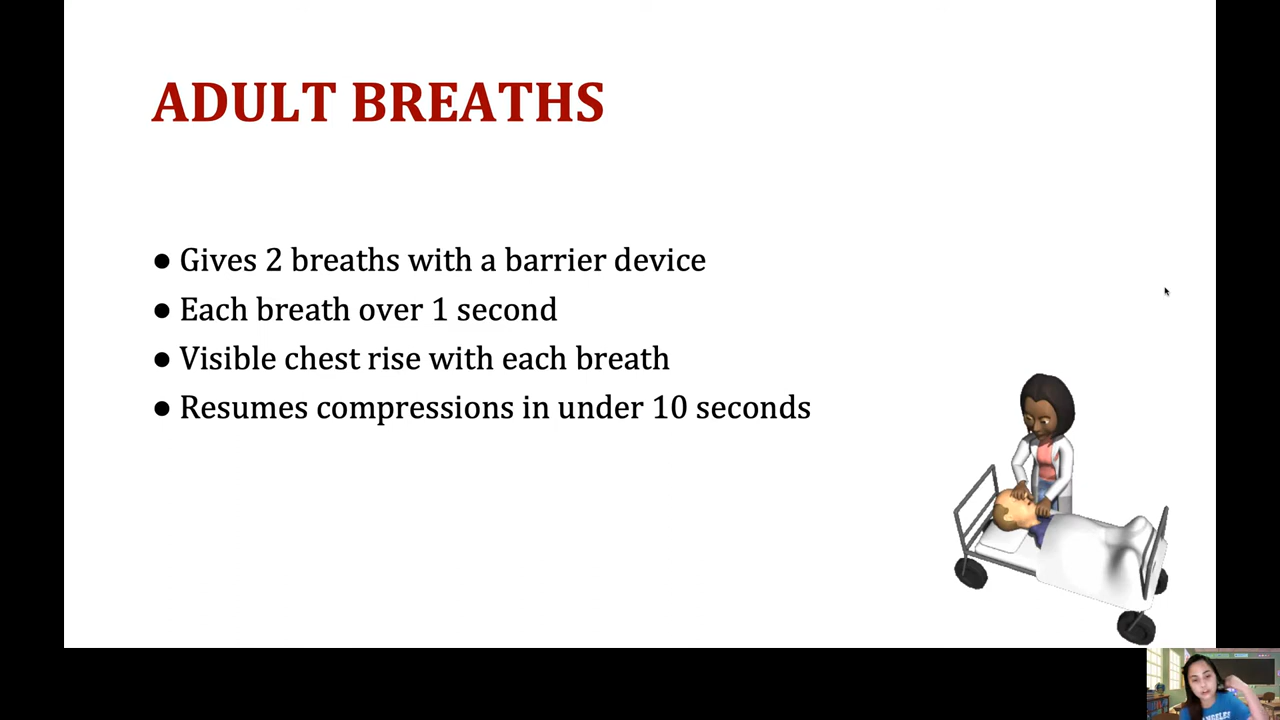 ADULT BREATHS
● Gives 2 breaths with a barrier device
● Each breath over 1 second
● Visible chest rise with each breath
● Resumes compressions in under 10 seconds